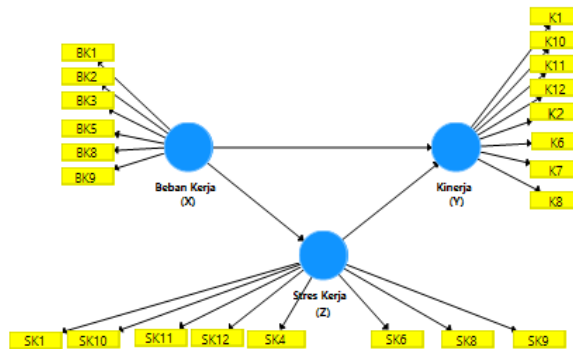 K1
K10
K11
K12
K2
K6
K7
K8
BK1
BK2
BK3
BK5
BK8
BK9
Beban Kerja
(X)
Kinerja
(Y)
Stres Kerja
(Z)
SK1
SK10
SK11
SK12
SK4
SK6
SK8
SK9